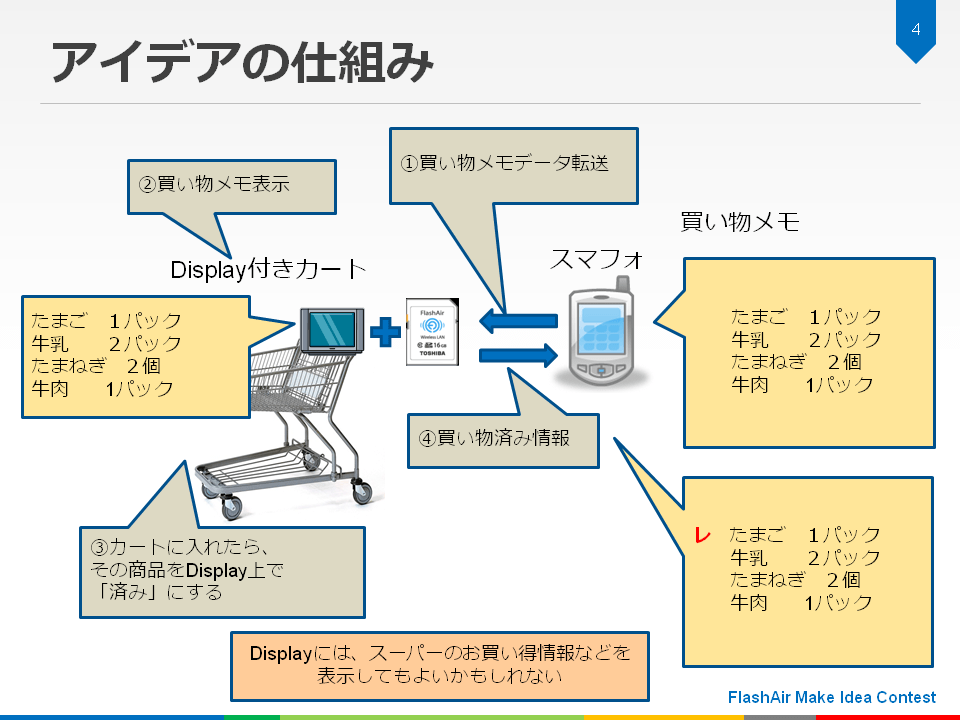 4
アイデアの仕組み
①買い物メモデータ転送
②買い物メモ表示
買い物メモ
スマフォ
Display付きカート
たまご　１パック
牛乳　　２パック
たまねぎ　２個
牛肉　　1パック
FlashAir
Wireless LAN
16GB
TOSHIBA
たまご　１パック
牛乳　　２パック
たまねぎ　２個
牛肉　　1パック
④買い物済み情報
レ　たまご　１パック
牛乳　　２パック
たまねぎ　２個
牛肉　　1パック
③カートに入れたら、
その商品をDisplay上で
「済み」にする
Displayには、スーパーのお買い得情報などを
表示してもよいかもしれない
FlashAir Make Idea Contest